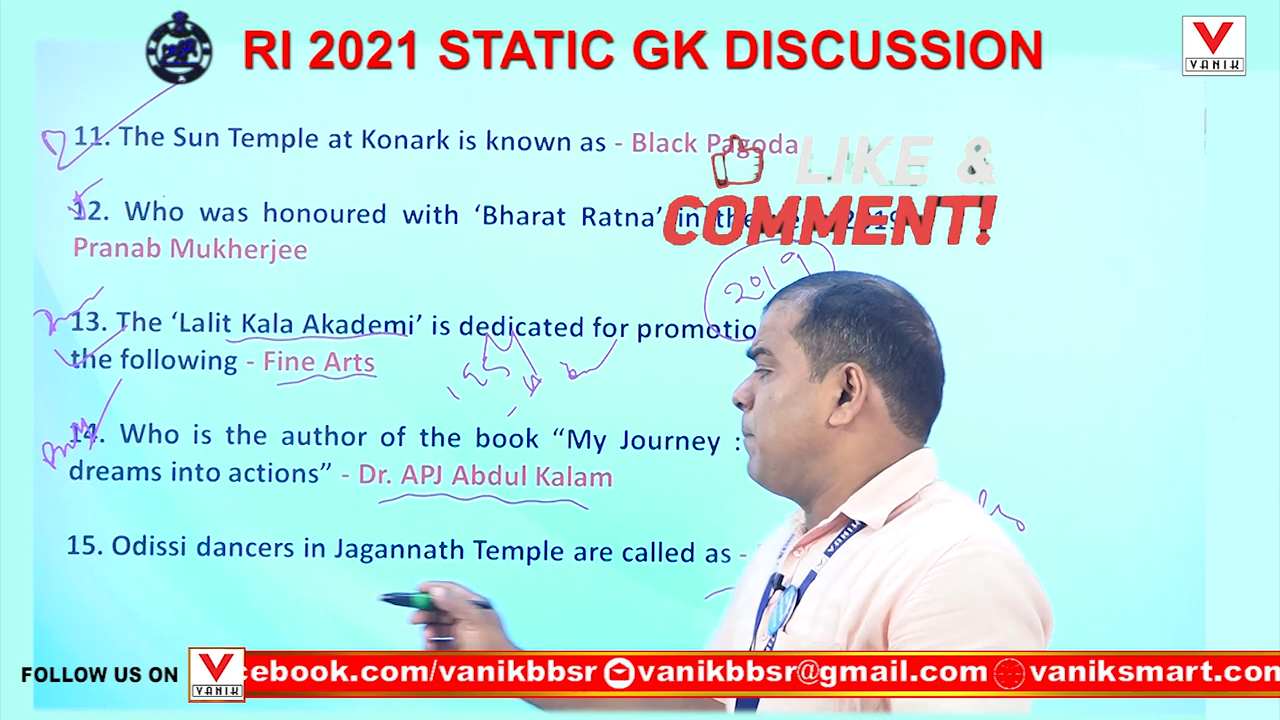 RI 2021 STATIC GK DISCUSSION
VANIK
11. The Sun Temple at Konark is known as - Black Pagoda
LIKE &
COMMENT!
12. Who was honoured with ‘Bharat Ratna’ in the 2019
Pranab Mukherjee
2019
13. The ‘Lalit Kala Akademi’ is dedicated for promotio
the following - Fine Arts
14. Who is the author of the book “My Journey :
dreams into actions” - Dr. APJ Abdul Kalam
15. Odissi dancers in Jagannath Temple are called as -
FOLLOW US ON
VANIK
cebook.com/vanikbbsr vanikbbsr@gmail.com vaniksmart.com